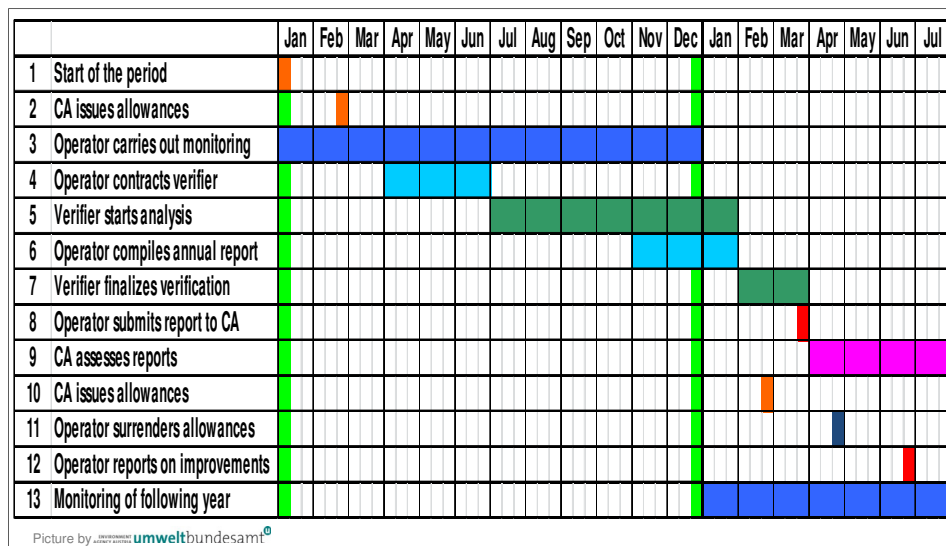 Jan Feb Mar Apr May Jun Jul Aug Sep Oct Nov Dec Jan Feb Mar Apr May Jun Jul
1 Start of the period
2 CA issues allowances
3 Operator carries out monitoring
4 Operator contracts verifier
5 Verifier starts analysis
6 Operator compiles annual report
7 Verifier finalizes verification
8 Operator submits report to CA
9 CA assesses reports
10 CA issues allowances
11 Operator surrenders allowances
12 Operator reports on improvements
13 Monitoring of following year
Picture by ENVIRONMENT AGENCY AUSTRIA umweltbundesamt